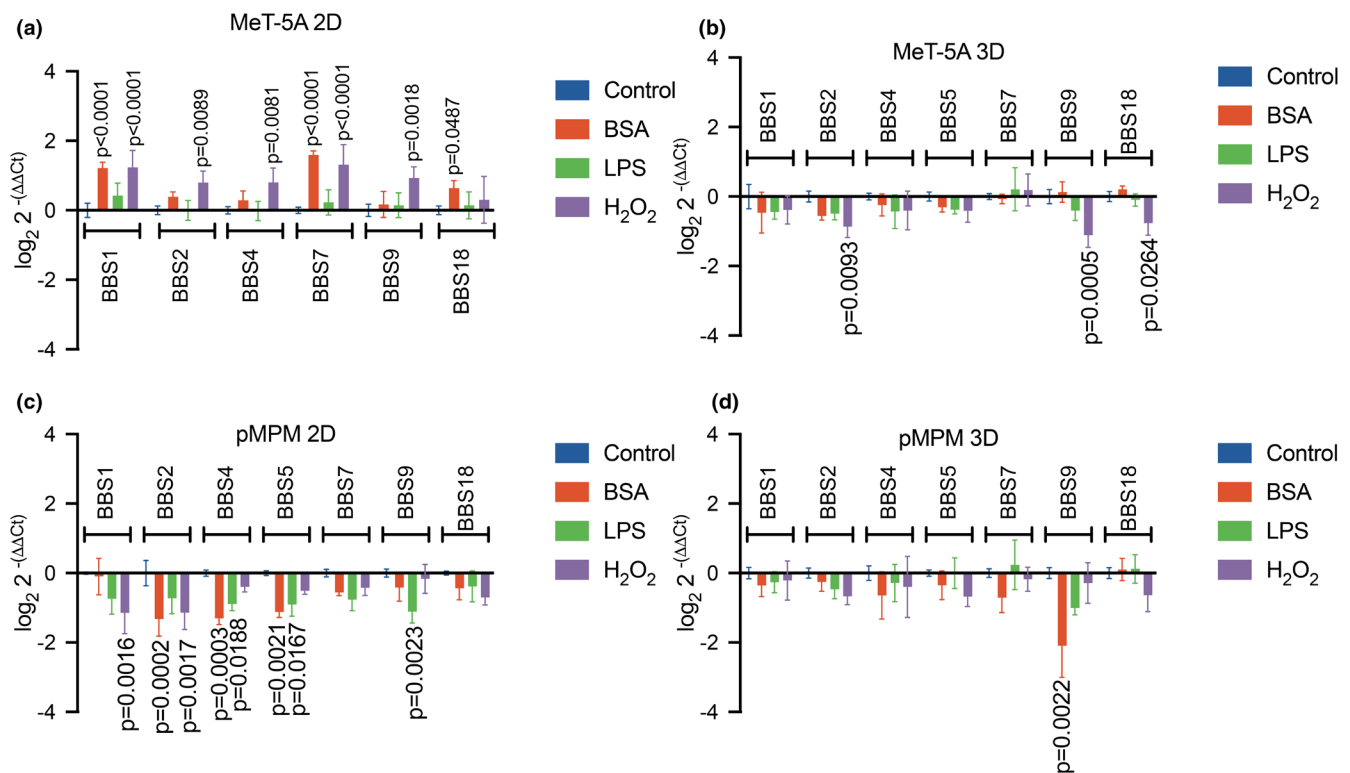 (a)
MeT-5A 2D
4
2
0
-2
-4
log₂ 2 ⁻⁽ΔΔCt⁾
p<0.0001
p<0.0001
p=0.0089
p=0.0081
p<0.0001
p<0.0001
p=0.0018
p=0.0487
BBS1
BBS2
BBS4
BBS7
BBS9
BBS18
Control
BSA
LPS
H₂O₂
(b)
MeT-5A 3D
4
2
0
-2
-4
log₂ 2 ⁻⁽ΔΔCt⁾
BBS1
BBS2
BBS4
BBS5
BBS7
BBS9
BBS18
p=0.0093
p=0.0005
p=0.0264
Control
BSA
LPS
H₂O₂
(c)
pMPM 2D
4
2
0
-2
-4
log₂ 2 ⁻⁽ΔΔCt⁾
BBS1
BBS2
BBS4
BBS5
BBS7
BBS9
BBS18
p=0.0016
p=0.0002
p=0.0017
p=0.0003
p=0.0188
p=0.0021
p=0.0167
p=0.0023
Control
BSA
LPS
H₂O₂
(d)
pMPM 3D
4
2
0
-2
-4
log₂ 2 ⁻⁽ΔΔCt⁾
BBS1
BBS2
BBS4
BBS5
BBS7
BBS9
BBS18
p=0.0022
Control
BSA
LPS
H₂O₂